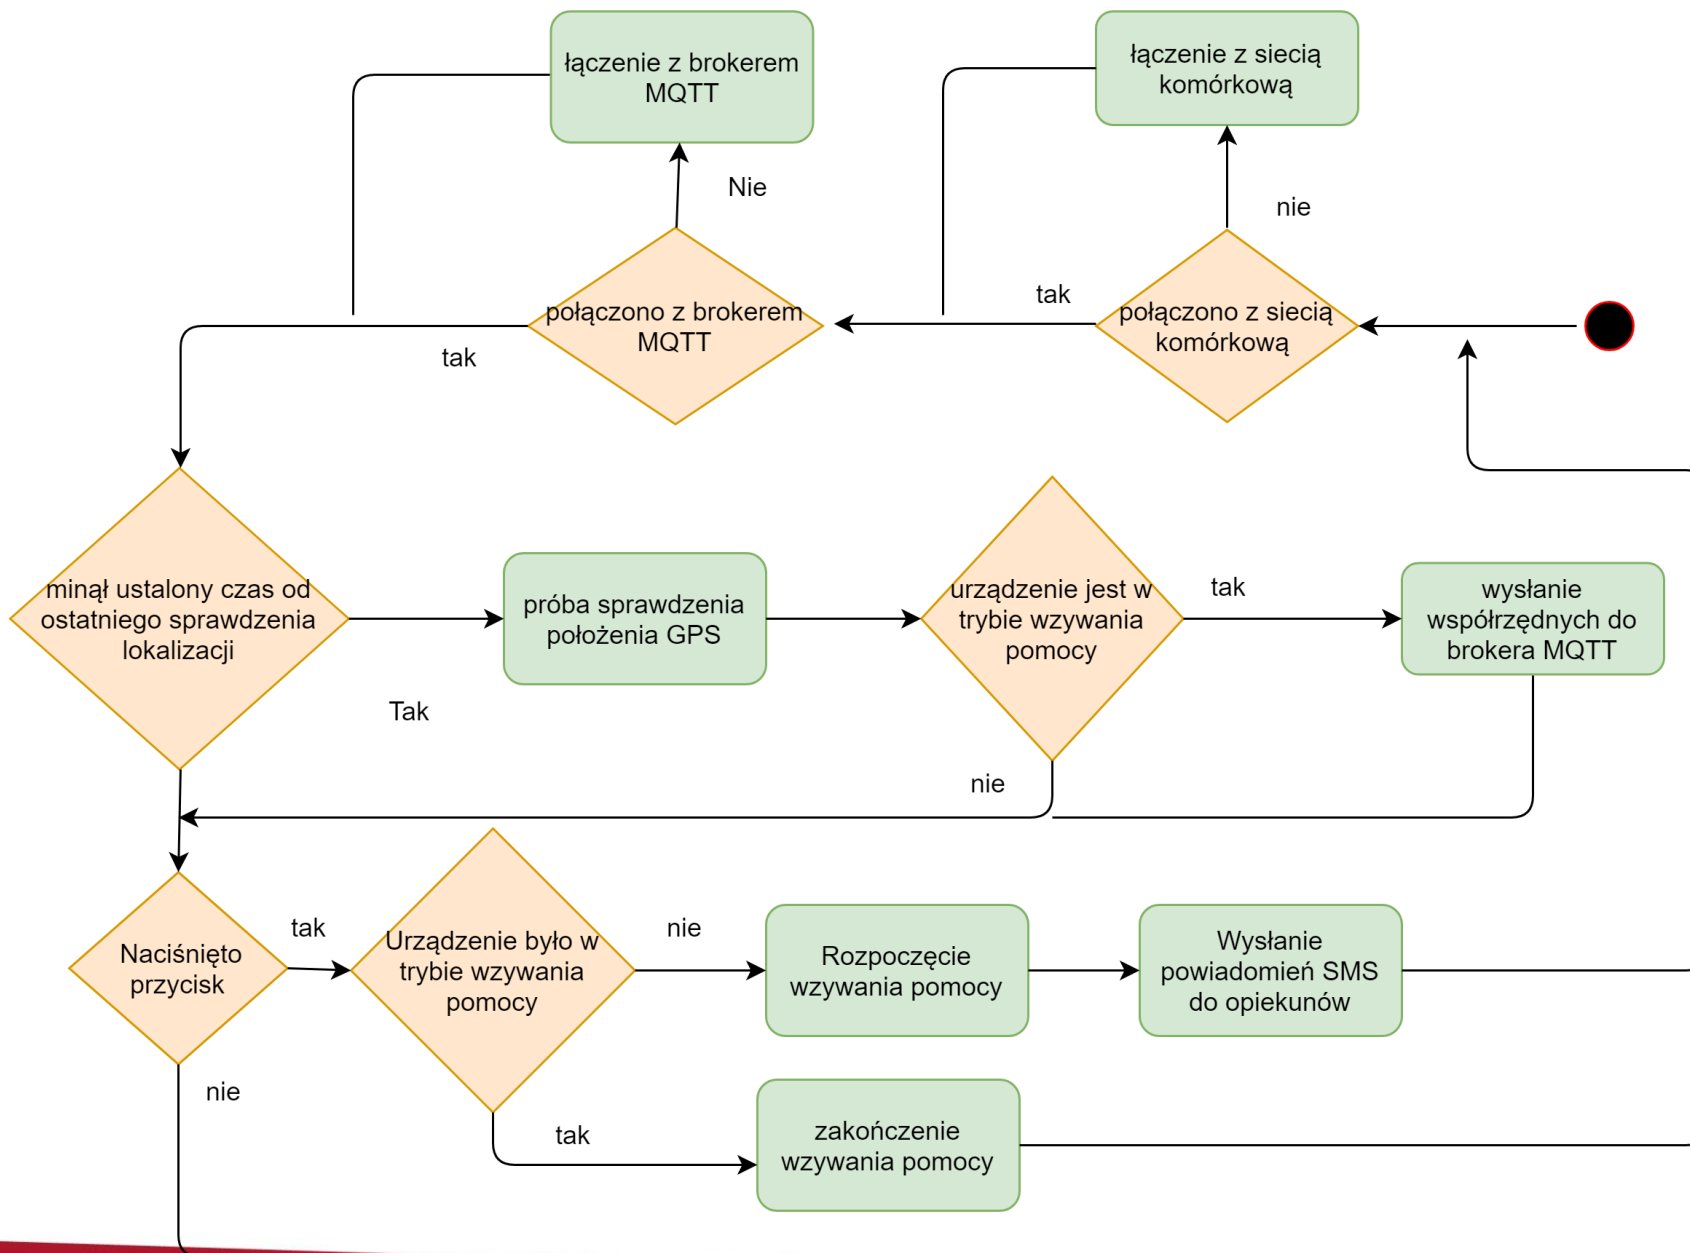 łączenie z brokerem
MQTT
łączenie z siecią
komórkową
Nie
nie
połączono z brokerem
MQTT
tak
połączono z siecią
komórkową
tak
minął ustalony czas od
ostatniego sprawdzenia
lokalizacji
próba sprawdzenia
położenia GPS
urządzenie jest w
trybie wzywania
pomocy
tak
wysłanie
współrzędnych do
brokera MQTT
Tak
nie
Naciśnięto
przycisk
tak
Urządzenie było w
trybie wzywania
pomocy
nie
Rozpoczęcie
wzywania pomocy
Wysłanie
powiadomień SMS
do opiekunów
nie
tak
zakończenie
wzywania pomocy